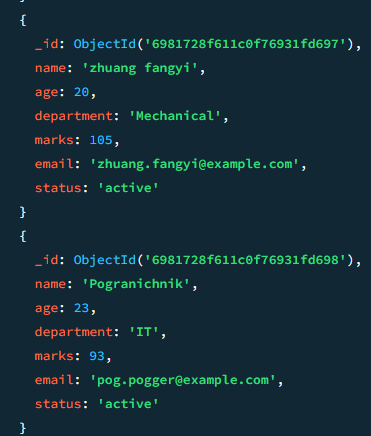 {
_id: ObjectId('6981728f611c0f76931fd697'),
name: 'zhuang fangyi',
age: 20,
department: 'Mechanical',
marks: 105,
email: 'zhuang.fangyi@example.com',
status: 'active'
}
{
_id: ObjectId('6981728f611c0f76931fd698'),
name: 'Pogranichnik',
age: 23,
department: 'IT',
marks: 93,
email: 'pog.pogger@example.com',
status: 'active'
}